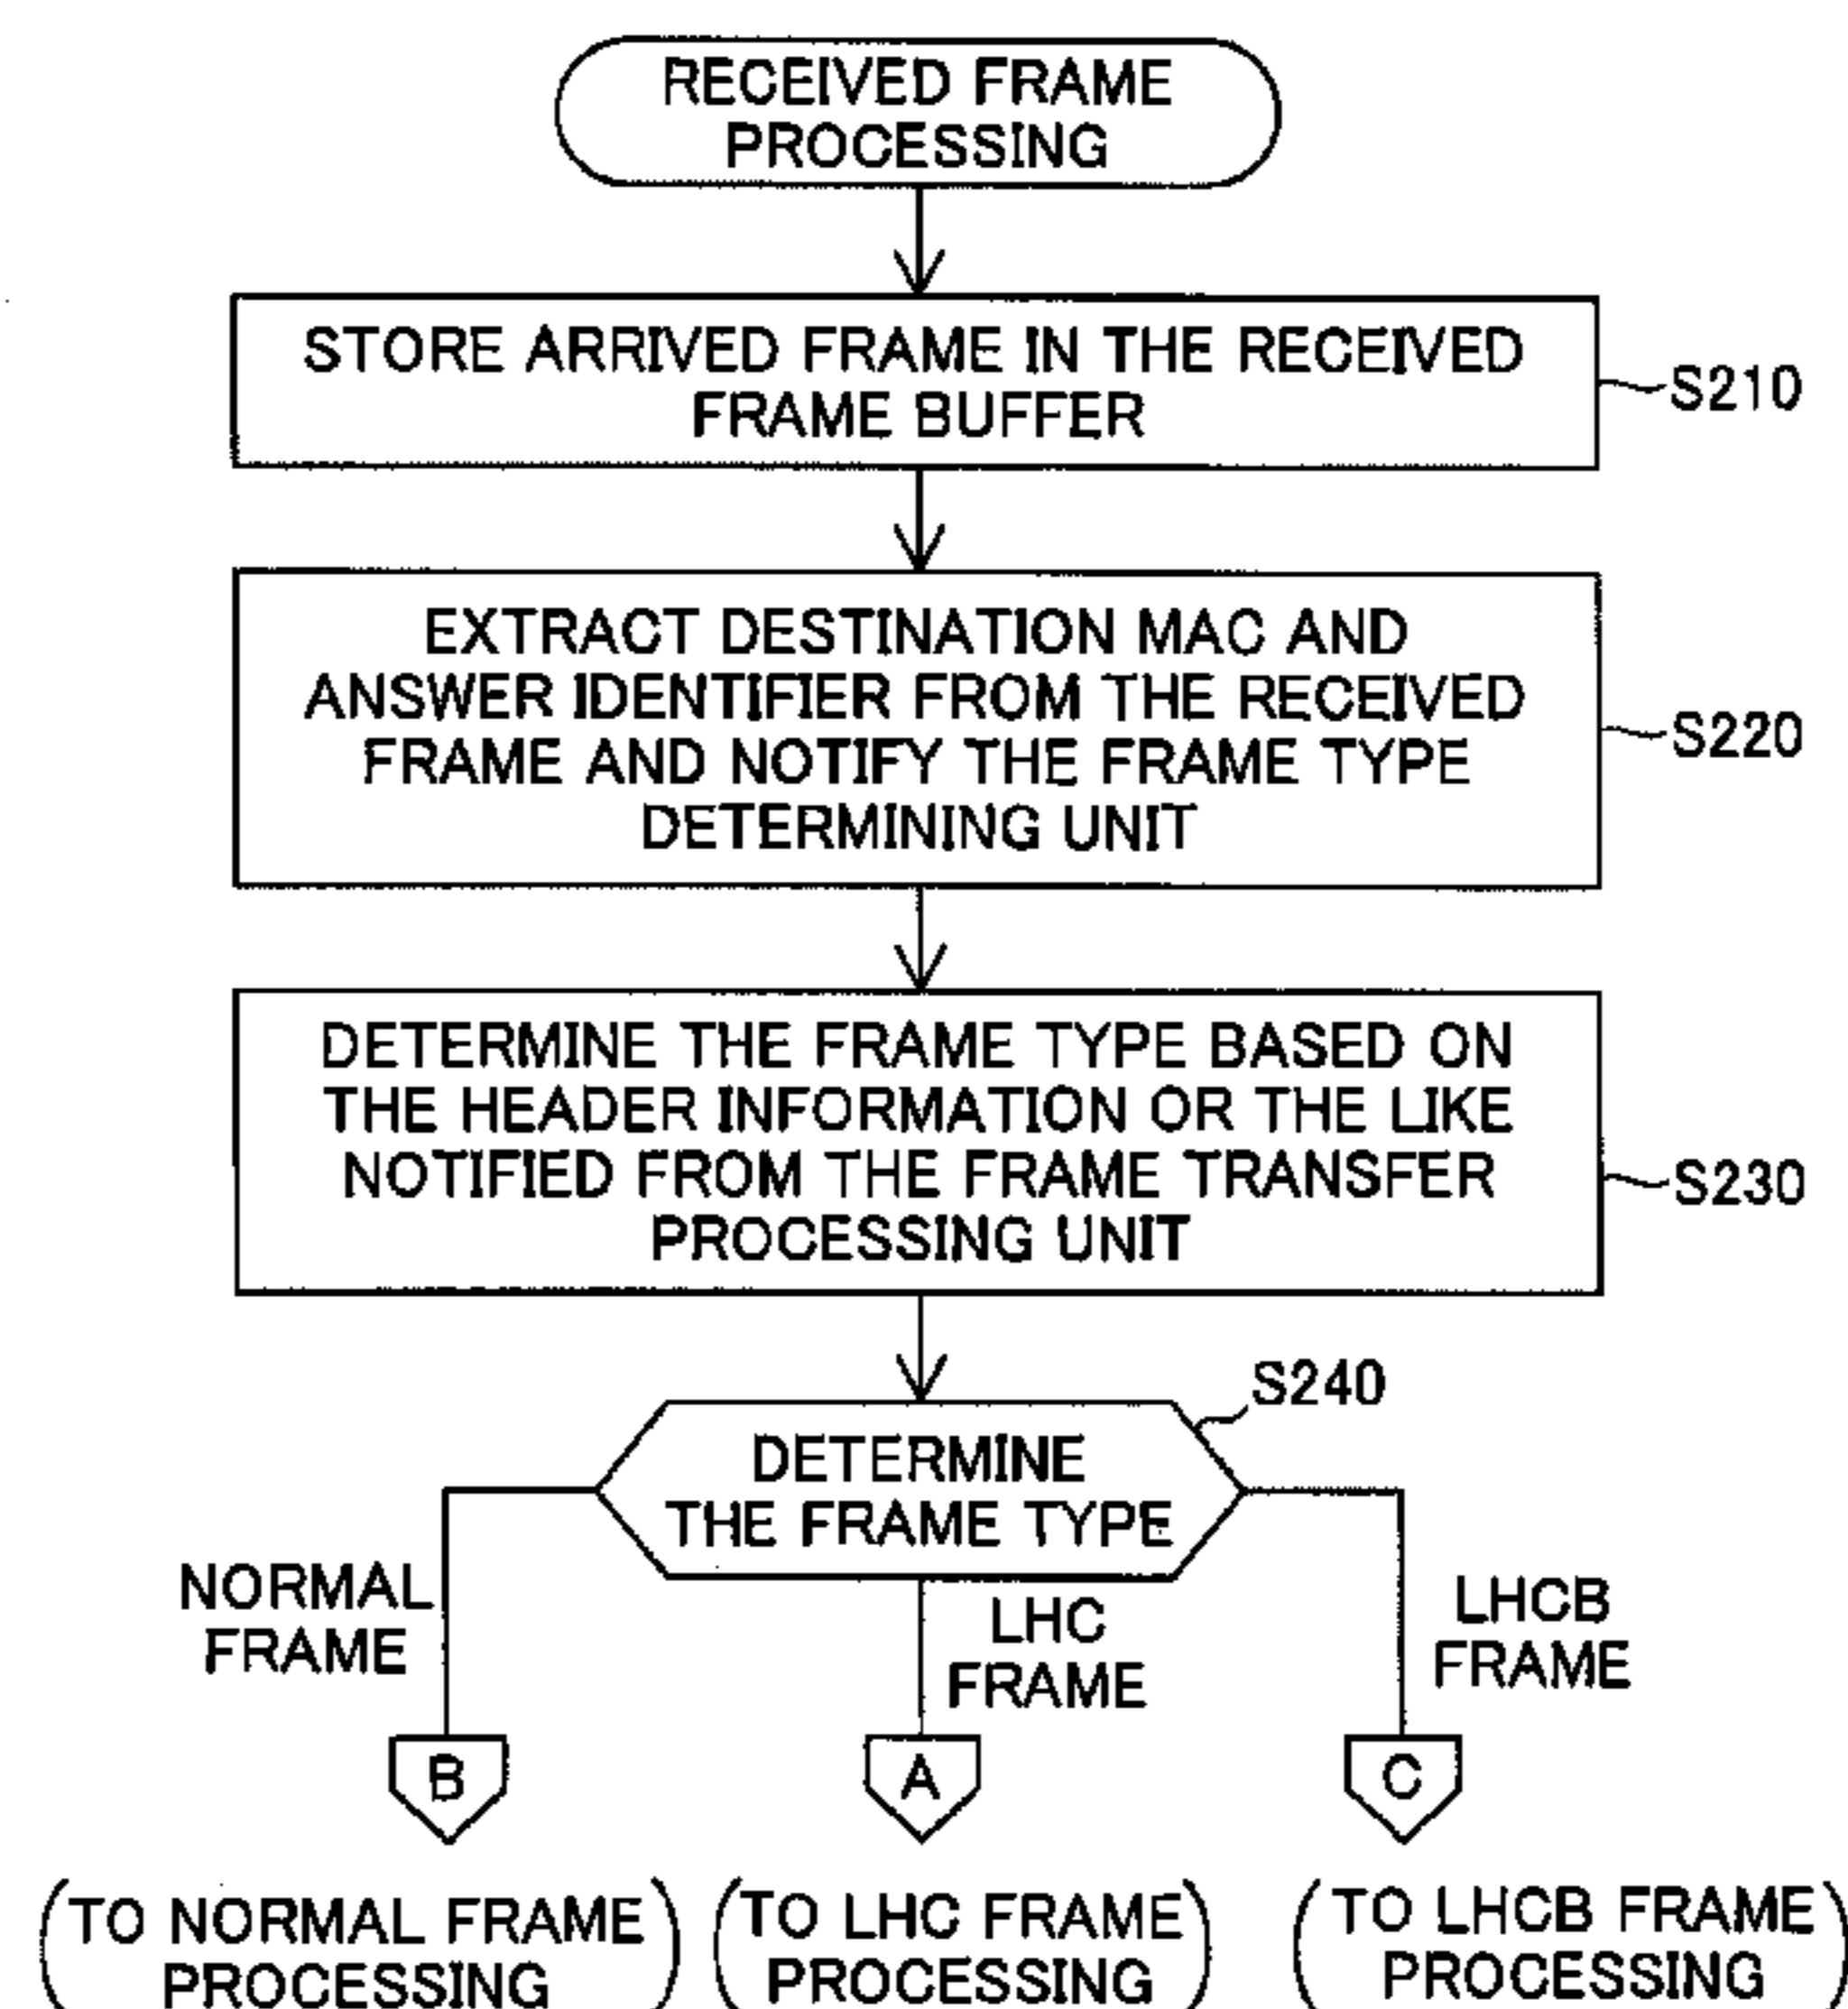 RECEIVED FRAME
PROCESSING
STORE ARRIVED FRAME IN THE RECEIVED
FRAME BUFFER
S210
EXTRACT DESTINATION MAC AND
ANSWER IDENTIFIER FROM THE RECEIVED
FRAME AND NOTIFY THE FRAME TYPE
DETERMINING UNIT
S220
DETERMINE THE FRAME TYPE BASED ON
THE HEADER INFORMATION OR THE LIKE
NOTIFIED FROM THE FRAME TRANSFER
PROCESSING UNIT
S230
S240
DETERMINE
THE FRAME TYPE
NORMAL
FRAME
LHC
FRAME
LHCB
FRAME
B
A
C
(TO NORMAL FRAME
PROCESSING)
(TO LHC FRAME
PROCESSING)
(TO LHCB FRAME
PROCESSING)